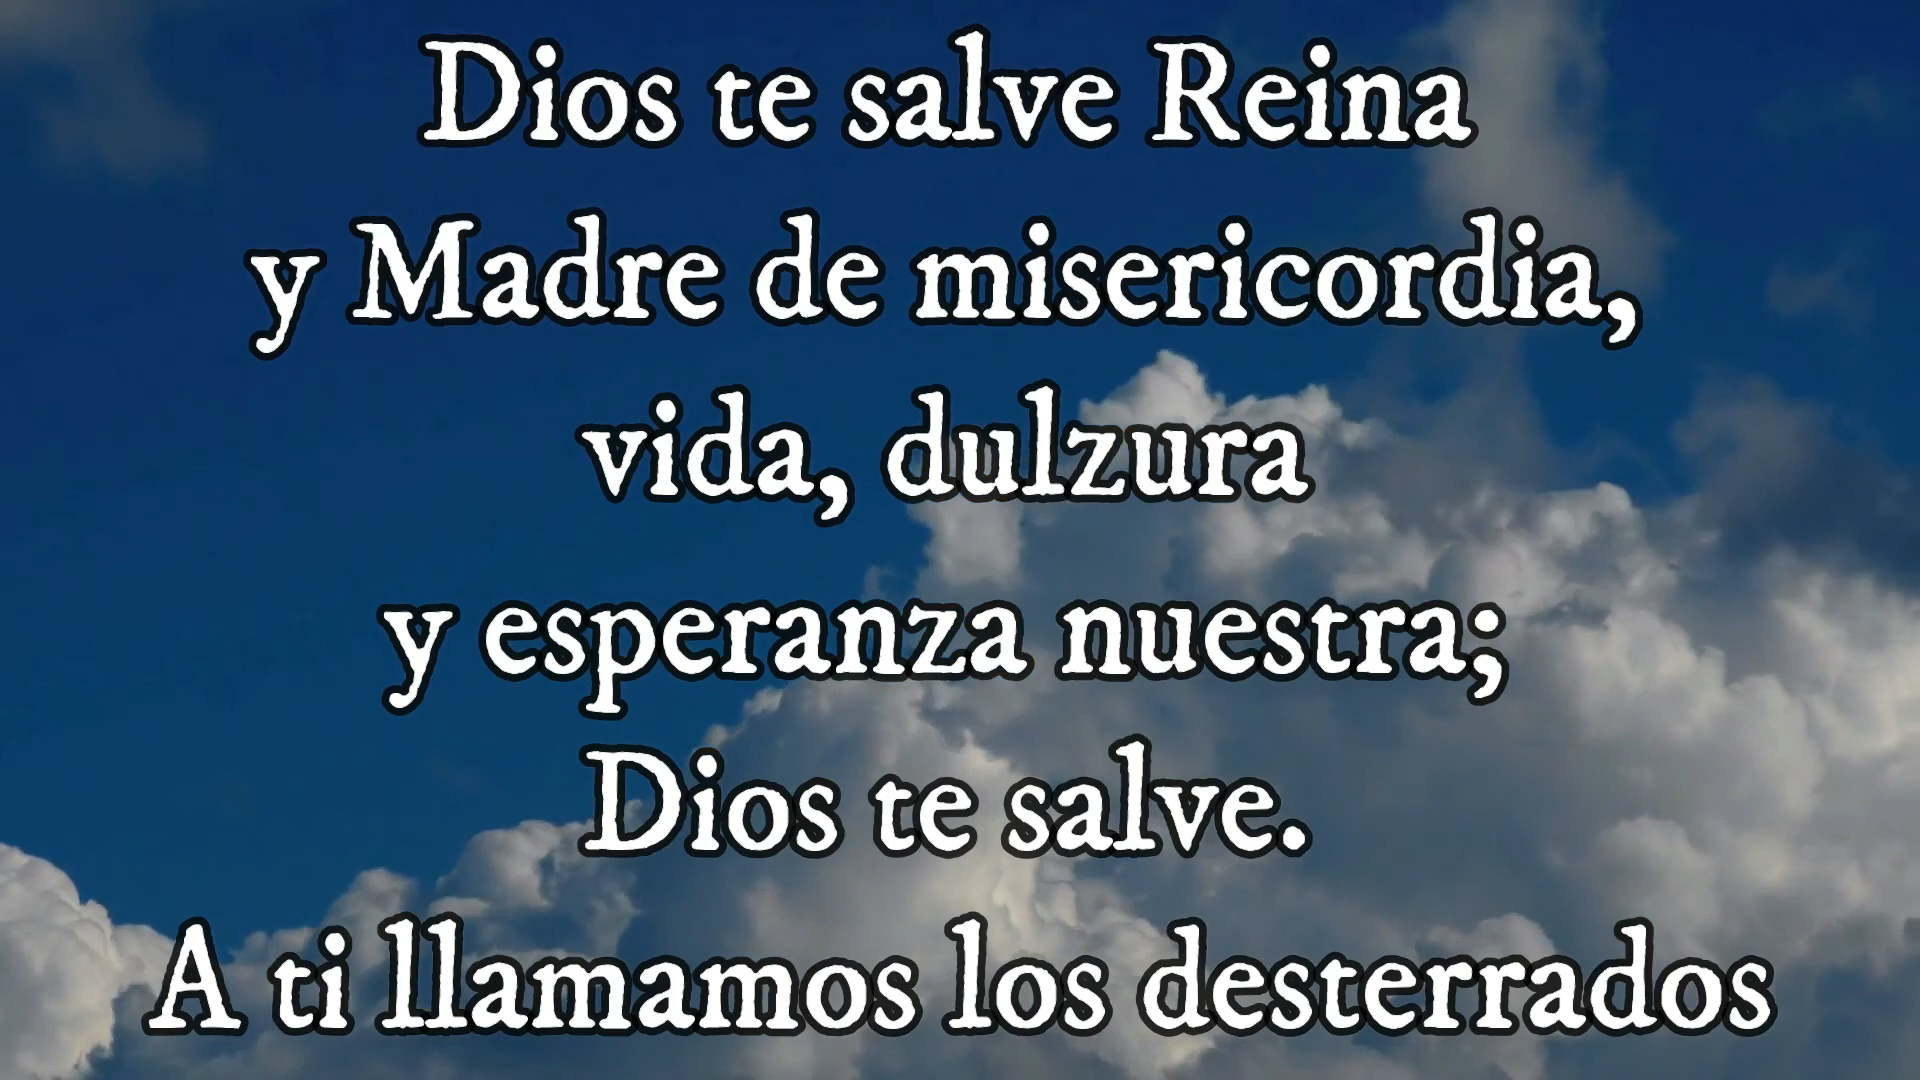 Dios te salve Reina
y Madre de misericordia,
vida, dulzura
y esperanza nuestra;
Dios te salve.
A ti llamamos los desterrados